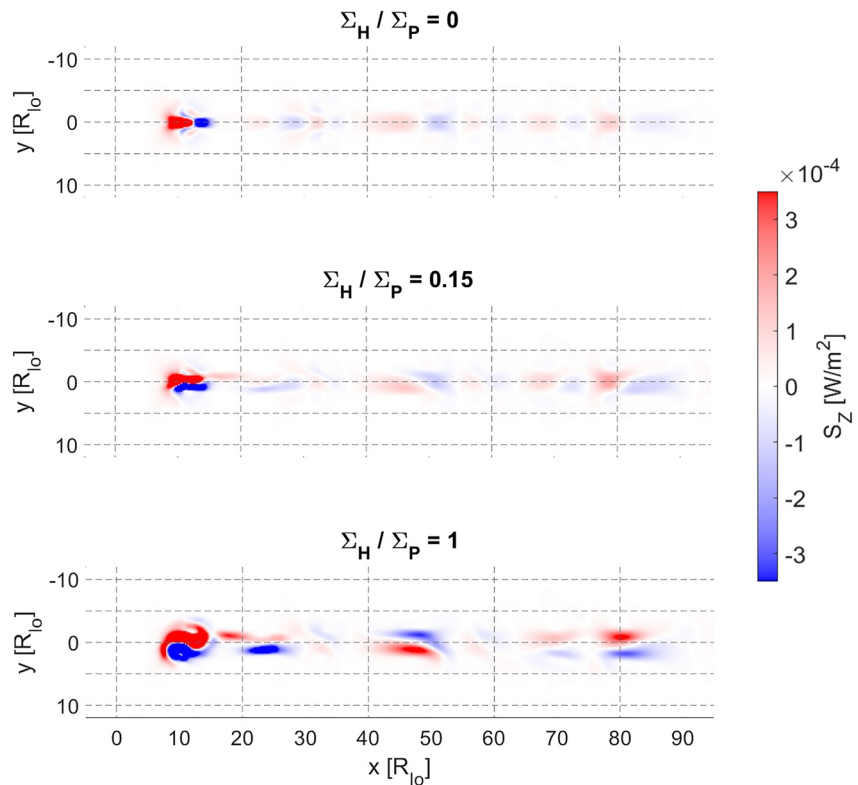 Σ_H / Σ_P = 0
-10
0
10
y [R_Io]
Σ_H / Σ_P = 0.15
-10
0
10
y [R_Io]
Σ_H / Σ_P = 1
-10
0
10
y [R_Io]
0 10 20 30 40 50 60 70 80 90
x [R_Io]
×10^-4
3
2
1
0
-1
-2
-3
S_Z [W/m²]